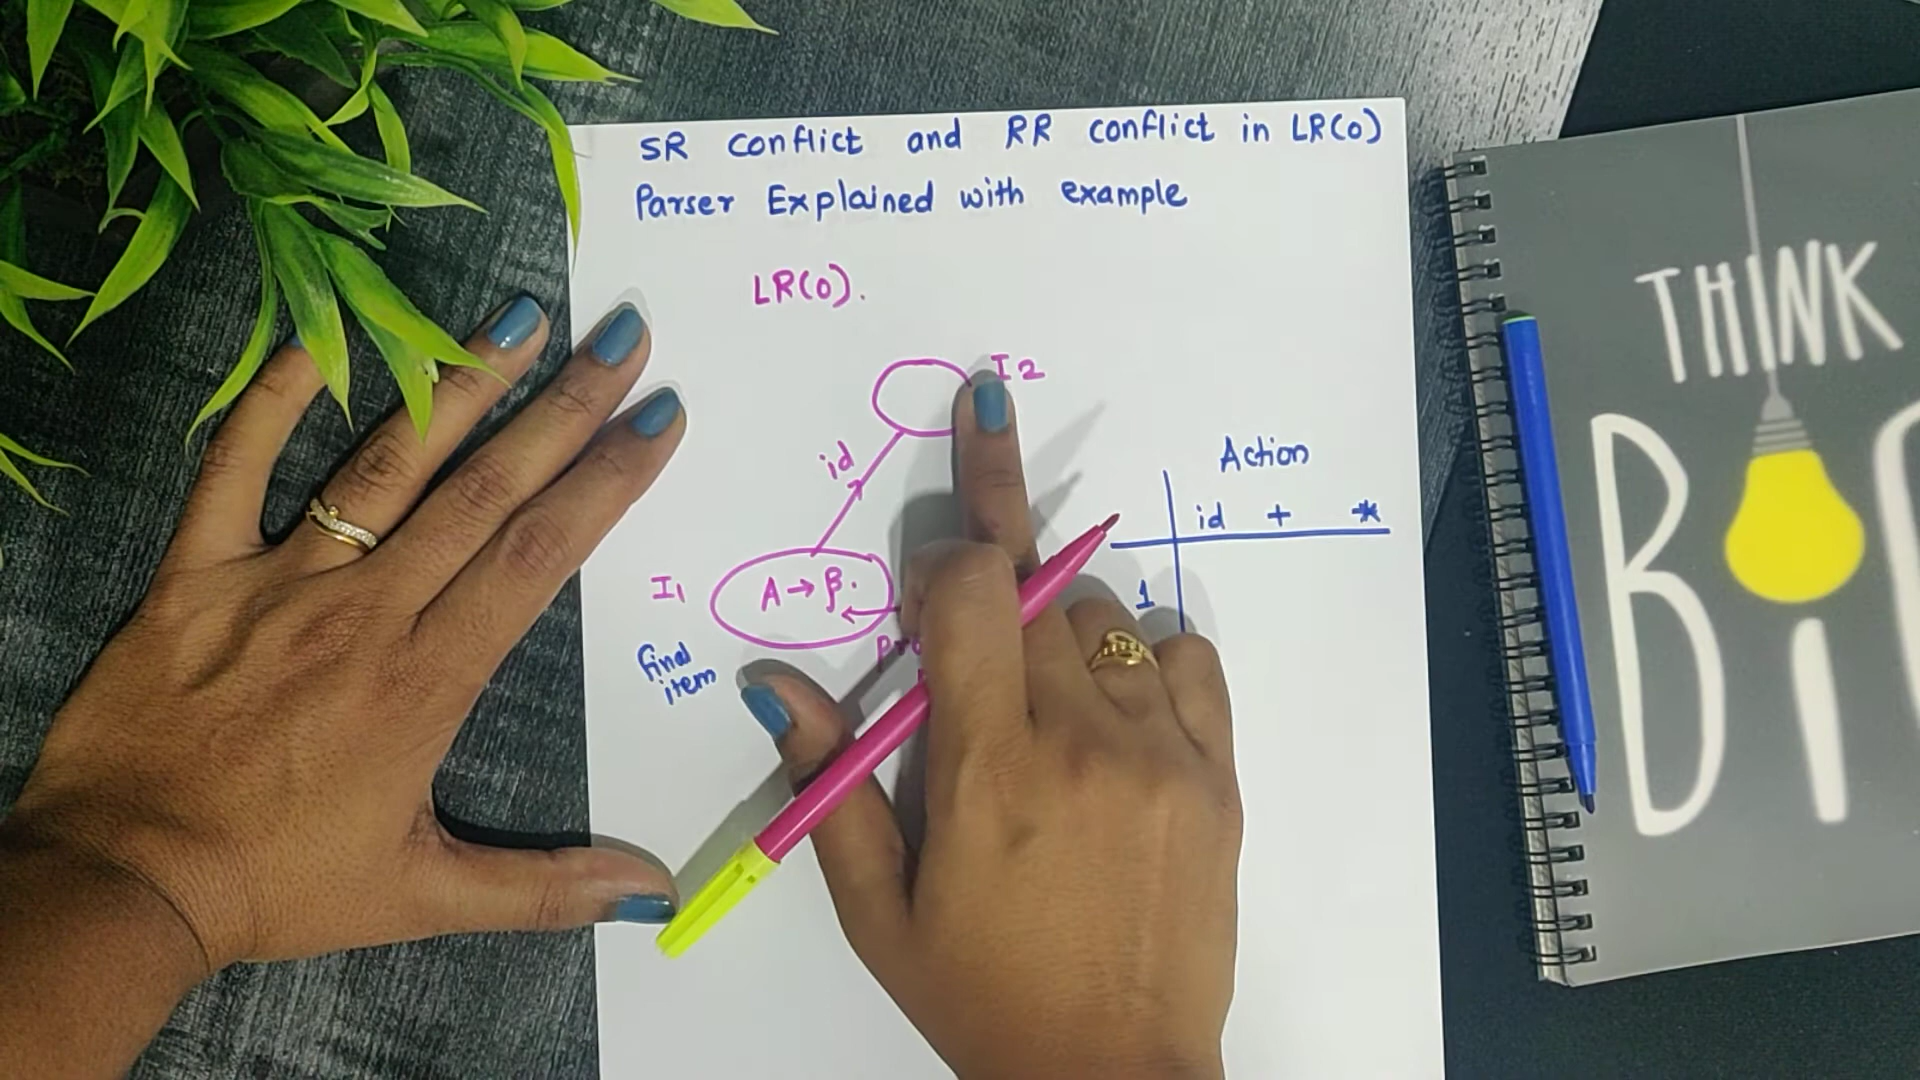 SR conflict and RR conflict in LR(0)
Parser Explained with example
LR(0).
I2
id
Action
id + *
I1
A → β.
1
final
item
THINK